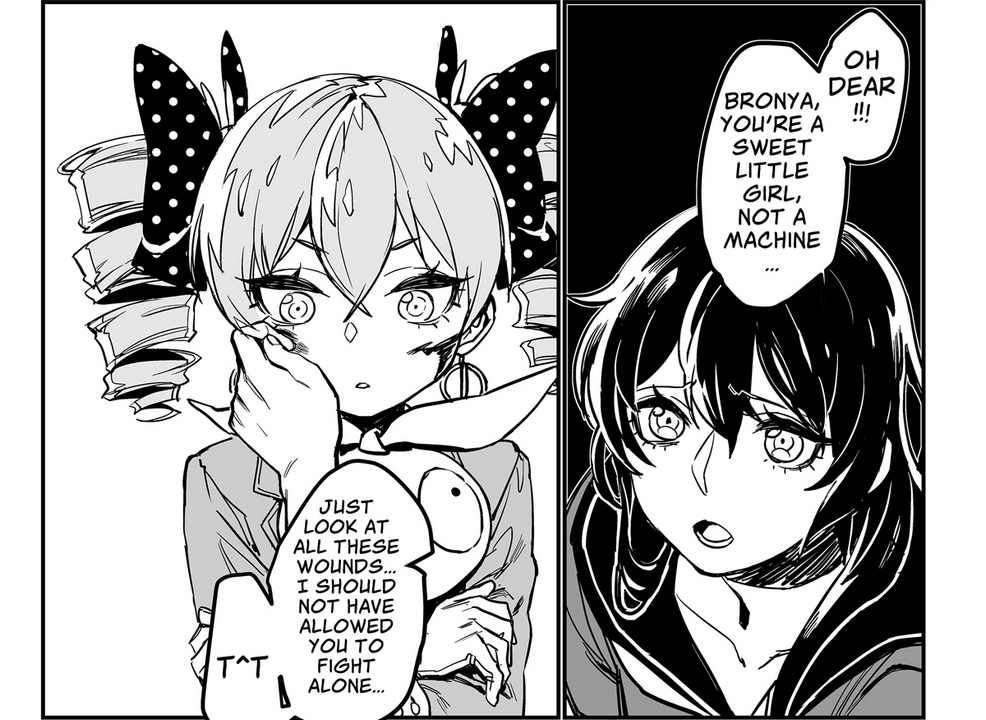 OH
DEAR
!!!
BRONYA,
YOU'RE A
SWEET
LITTLE
GIRL,
NOT A
MACHINE
...
JUST
LOOK AT
ALL THESE
WOUNDS...
I SHOULD
NOT HAVE
ALLOWED
YOU TO
FIGHT
ALONE...
T^T